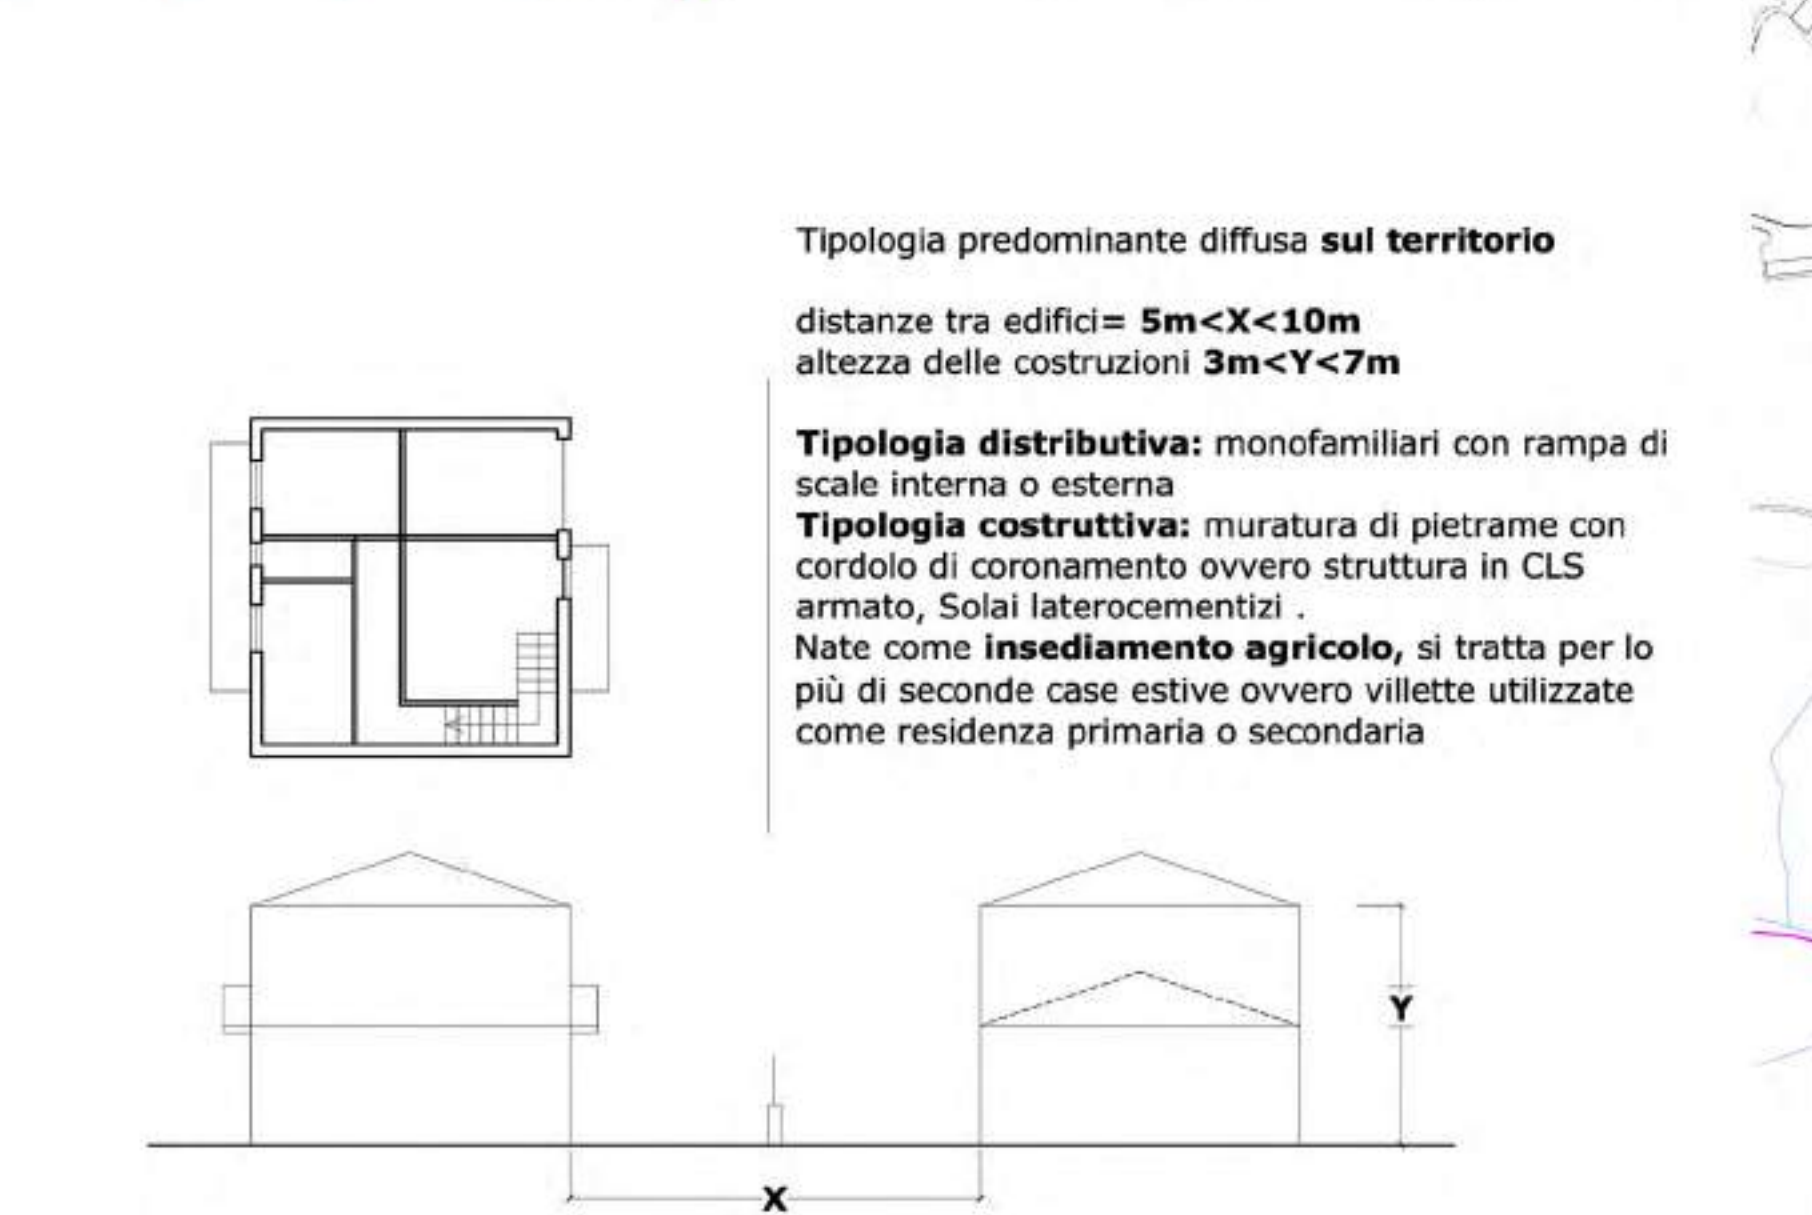 Tipologia predominante diffusa sul territorio
distanze tra edifici= 5m<X<10m
altezza delle costruzioni 3m<Y<7m
Tipologia distributiva: monofamiliari con rampa di
scale interna o esterna
Tipologia costruttiva: muratura di pietrame con
cordolo di coronamento ovvero struttura in CLS
armato, Solai laterocementizi .
Nate come insediamento agricolo, si tratta per lo
più di seconde case estive ovvero villette utilizzate
come residenza primaria o secondaria
Y
X